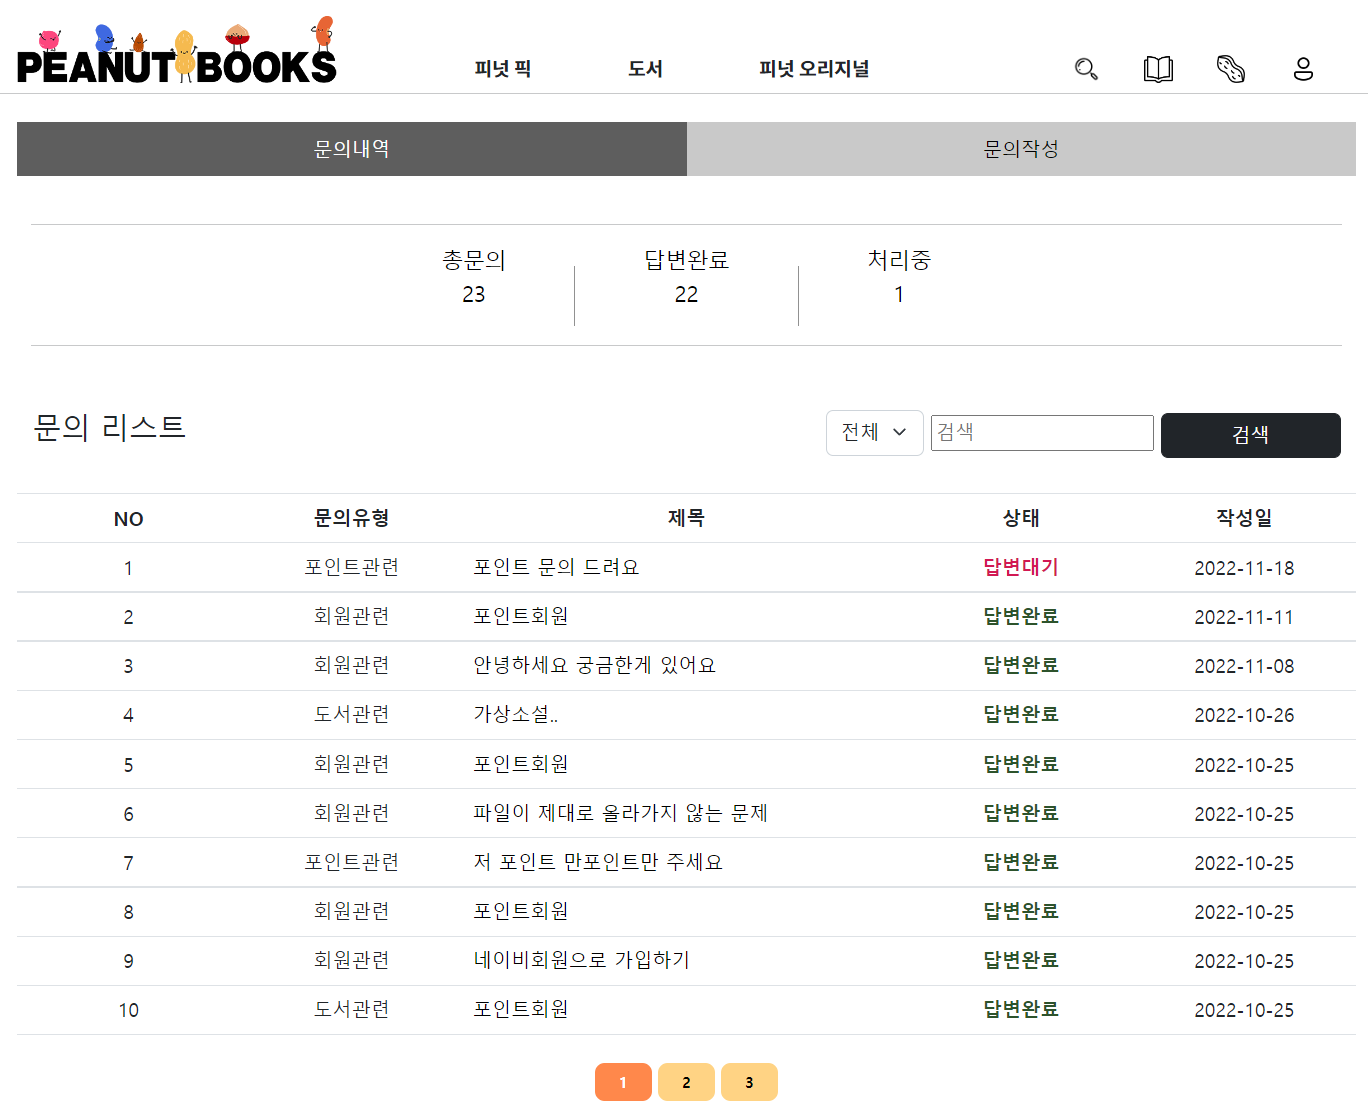 PEANUT BOOKS
피넛 픽 도서 피넛 오리지널
문의내역 문의작성
총문의 답변완료 처리중
23 22 1
문의 리스트 전체 검색 검색
NO 문의유형 제목 상태 작성일
1 포인트관련 포인트 문의 드려요 답변대기 2022-11-18
2 회원관련 포인트회원 답변완료 2022-11-11
3 회원관련 안녕하세요 궁금한게 있어요 답변완료 2022-11-08
4 도서관련 가상소설.. 답변완료 2022-10-26
5 회원관련 포인트회원 답변완료 2022-10-25
6 회원관련 파일이 제대로 올라가지 않는 문제 답변완료 2022-10-25
7 포인트관련 저 포인트 만포인트만 주세요 답변완료 2022-10-25
8 회원관련 포인트회원 답변완료 2022-10-25
9 회원관련 네이비회원으로 가입하기 답변완료 2022-10-25
10 도서관련 포인트회원 답변완료 2022-10-25
1 2 3